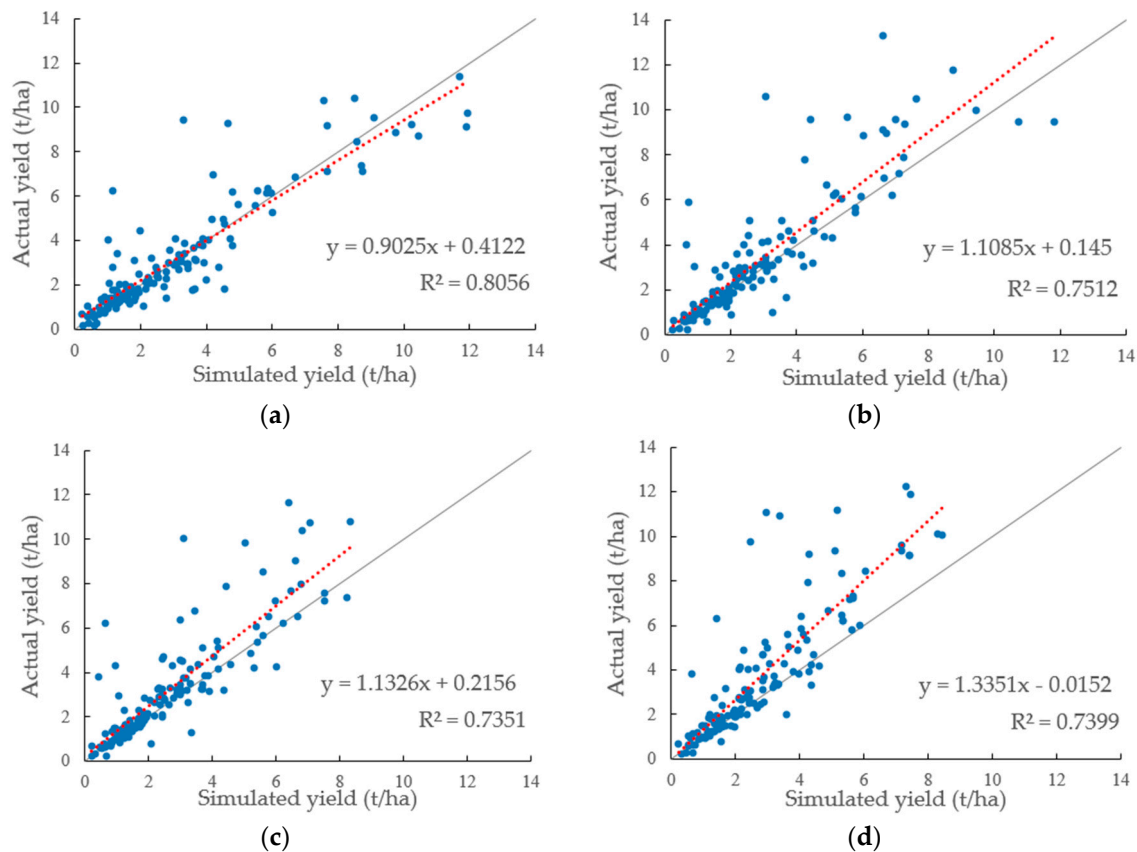 14
12
10
8
6
4
2
0
Actual yield (t/ha)
y = 0.9025x + 0.4122
R² = 0.8056
0 2 4 6 8 10 12 14
Simulated yield (t/ha)
(a)
14
12
10
8
6
4
2
0
Actual yield (t/ha)
y = 1.1085x + 0.145
R² = 0.7512
0 2 4 6 8 10 12 14
Simulated yield (t/ha)
(b)
14
12
10
8
6
4
2
0
Actual yield (t/ha)
y = 1.1326x + 0.2156
R² = 0.7351
0 2 4 6 8 10 12 14
Simulated yield (t/ha)
(c)
14
12
10
8
6
4
2
0
Actual yield (t/ha)
y = 1.3351x - 0.0152
R² = 0.7399
0 2 4 6 8 10 12 14
Simulated yield (t/ha)
(d)